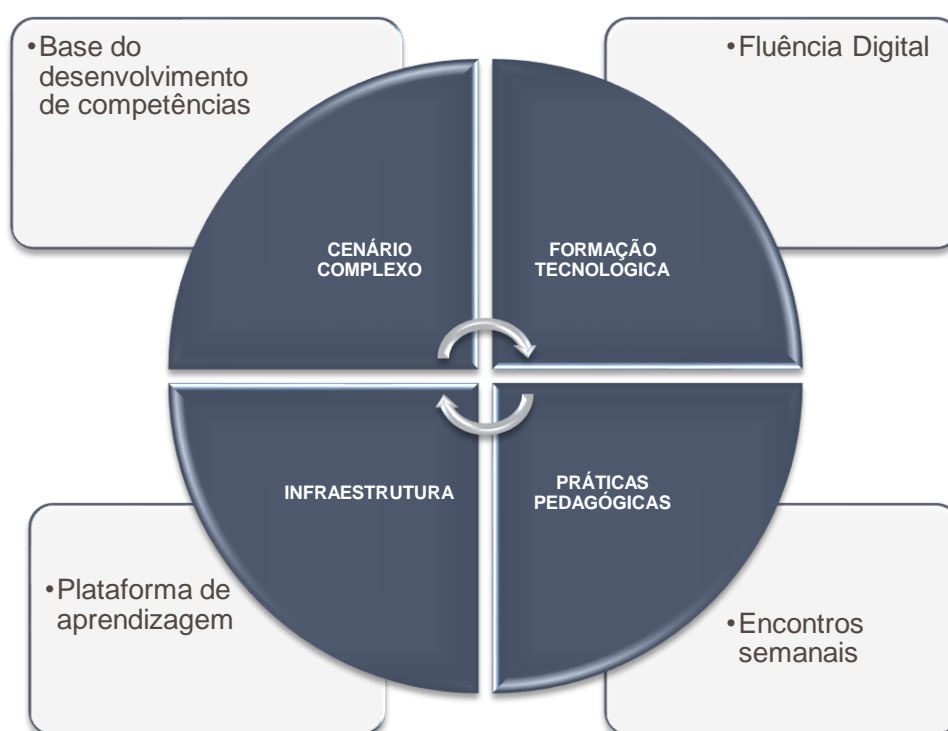 •Base do
desenvolvimento
de competências
•Fluência Digital
CENÁRIO
COMPLEXO
FORMAÇÃO
TECNOLÓGICA
INFRAESTRUTURA
PRÁTICAS
PEDAGÓGICAS
•Plataforma de
aprendizagem
•Encontros
semanais